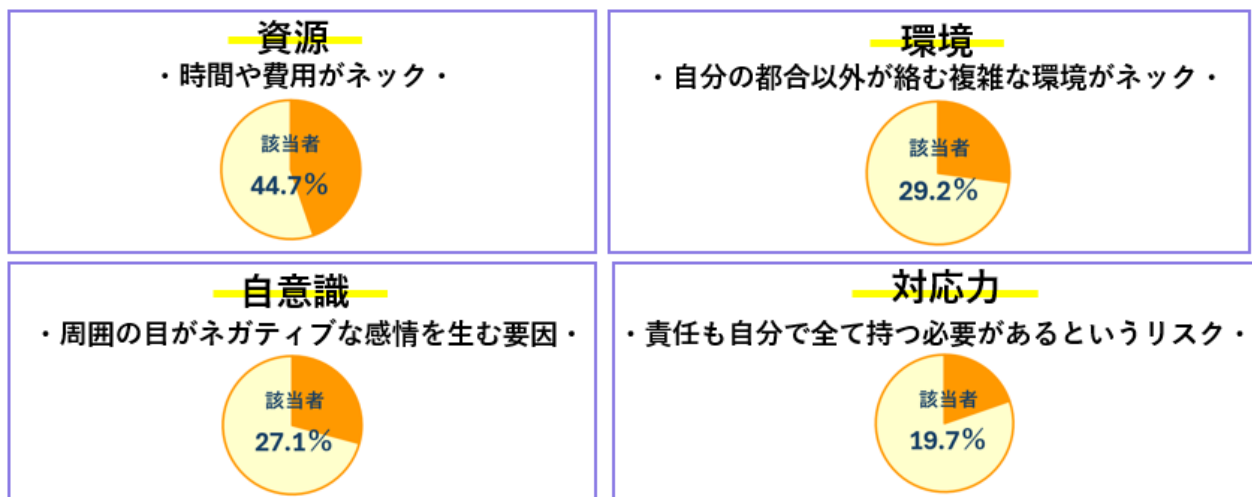 資源
・時間や費用がネック・
該当者
44.7%
環境
・自分の都合以外が絡む複雑な環境がネック・
該当者
29.2%
自意識
・周囲の目がネガティブな感情を生む要因・
該当者
27.1%
対応力
・責任も自分で全て持つ必要があるというリスク・
該当者
19.7%